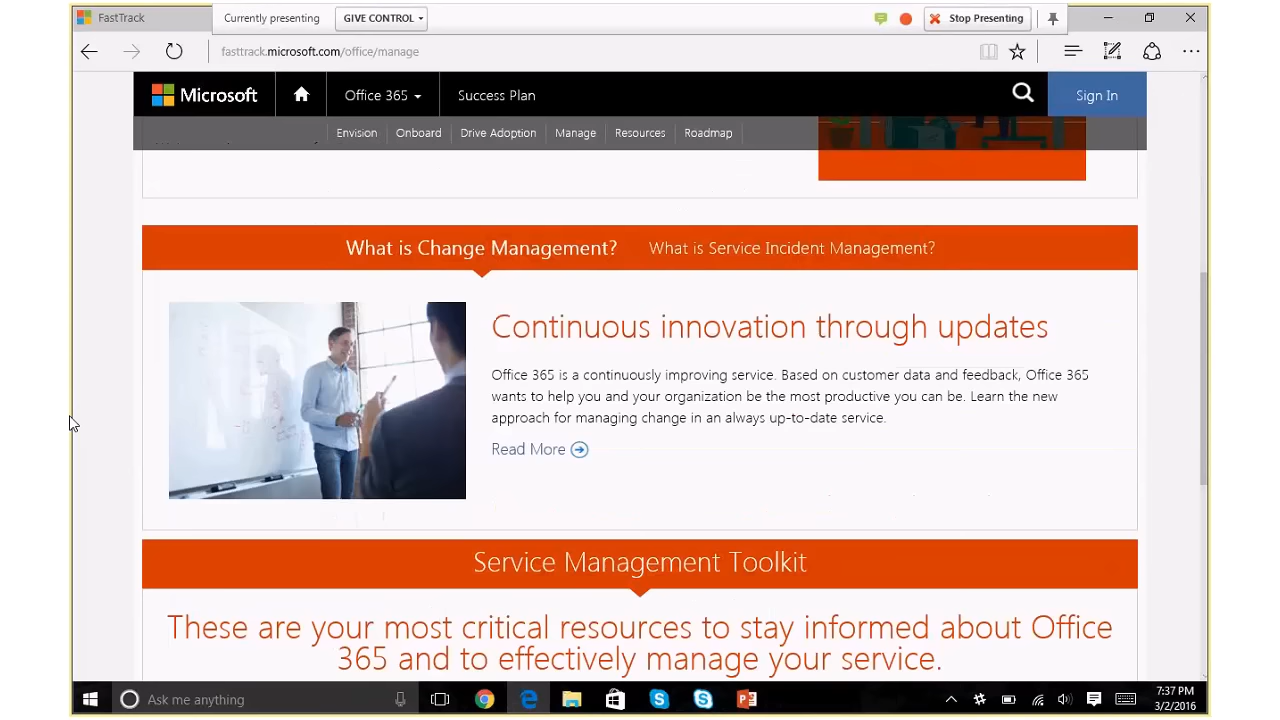 FastTrack
Currently presenting
GIVE CONTROL
Stop Presenting
fasttrack.microsoft.com/office/manage
Microsoft
Office 365
Success Plan
Sign In
Envision
Onboard
Drive Adoption
Manage
Resources
Roadmap
What is Change Management?
What is Service Incident Management?
Continuous innovation through updates
Office 365 is a continuously improving service. Based on customer data and feedback, Office 365
wants to help you and your organization be the most productive you can be. Learn the new
approach for managing change in an always up-to-date service.
Read More
Service Management Toolkit
These are your most critical resources to stay informed about Office
365 and to effectively manage your service.
Ask me anything
7:37 PM
3/2/2016